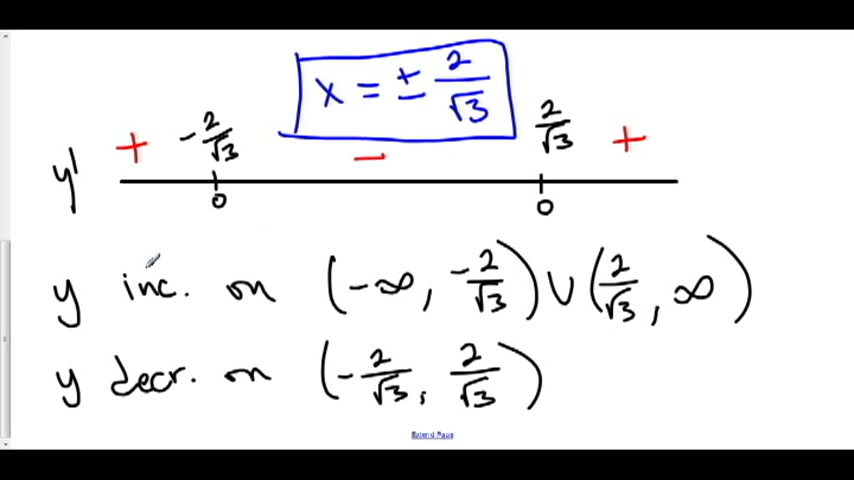 x = ± 2/√3
+ -2/√3 − 2/√3 +
y'
0 0
y inc. on (-∞, -2/√3) ∪ (2/√3, ∞)
y decr. on (-2/√3, 2/√3)
Extend Page